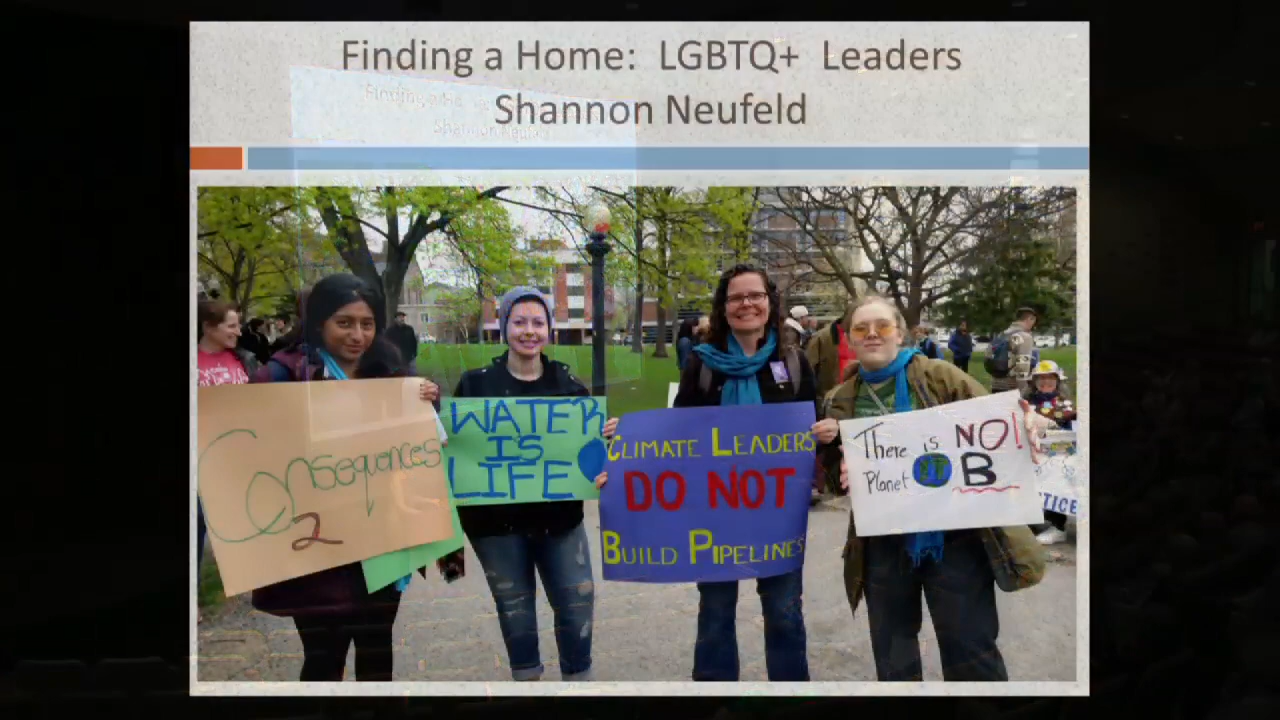 Finding a Home: LGBTQ+ Leaders
Shannon Neufeld
Consequences
2
WATER
IS
LIFE
CLIMATE LEADERS
DO NOT
BUILD PIPELINES
There is NO!
Planet B
TICE